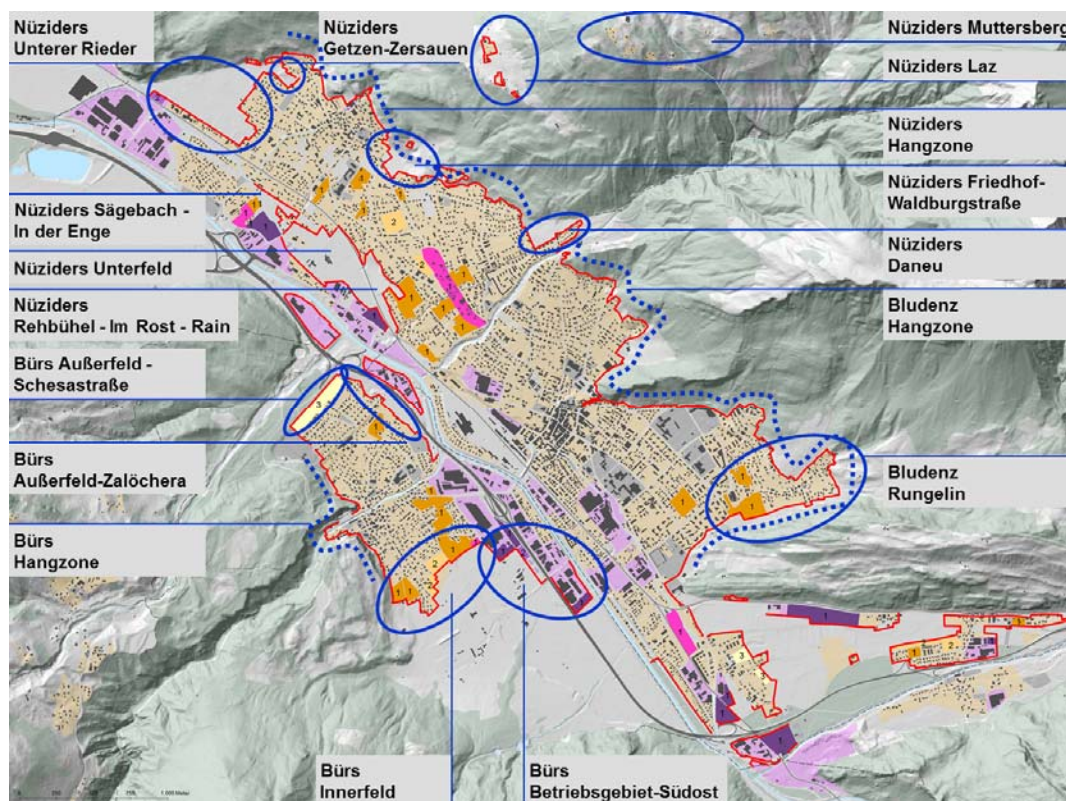 Nüziders
Unterer Rieder
Nüziders
Getzen-Zersauen
Nüziders Muttersberg
Nüziders Laz
Nüziders
Hangzone
Nüziders Friedhof-
Waldburgstraße
Nüziders
Daneu
Bludenz
Hangzone
Bludenz
Rungelin
Nüziders Sägebach -
In der Enge
Nüziders Unterfeld
Nüziders
Rehbühel - Im Rost - Rain
Bürs Außerfeld -
Schesastraße
Bürs
Außerfeld-Zalöchera
Bürs
Hangzone
Bürs
Innerfeld
Bürs
Betriebsgebiet-Südost